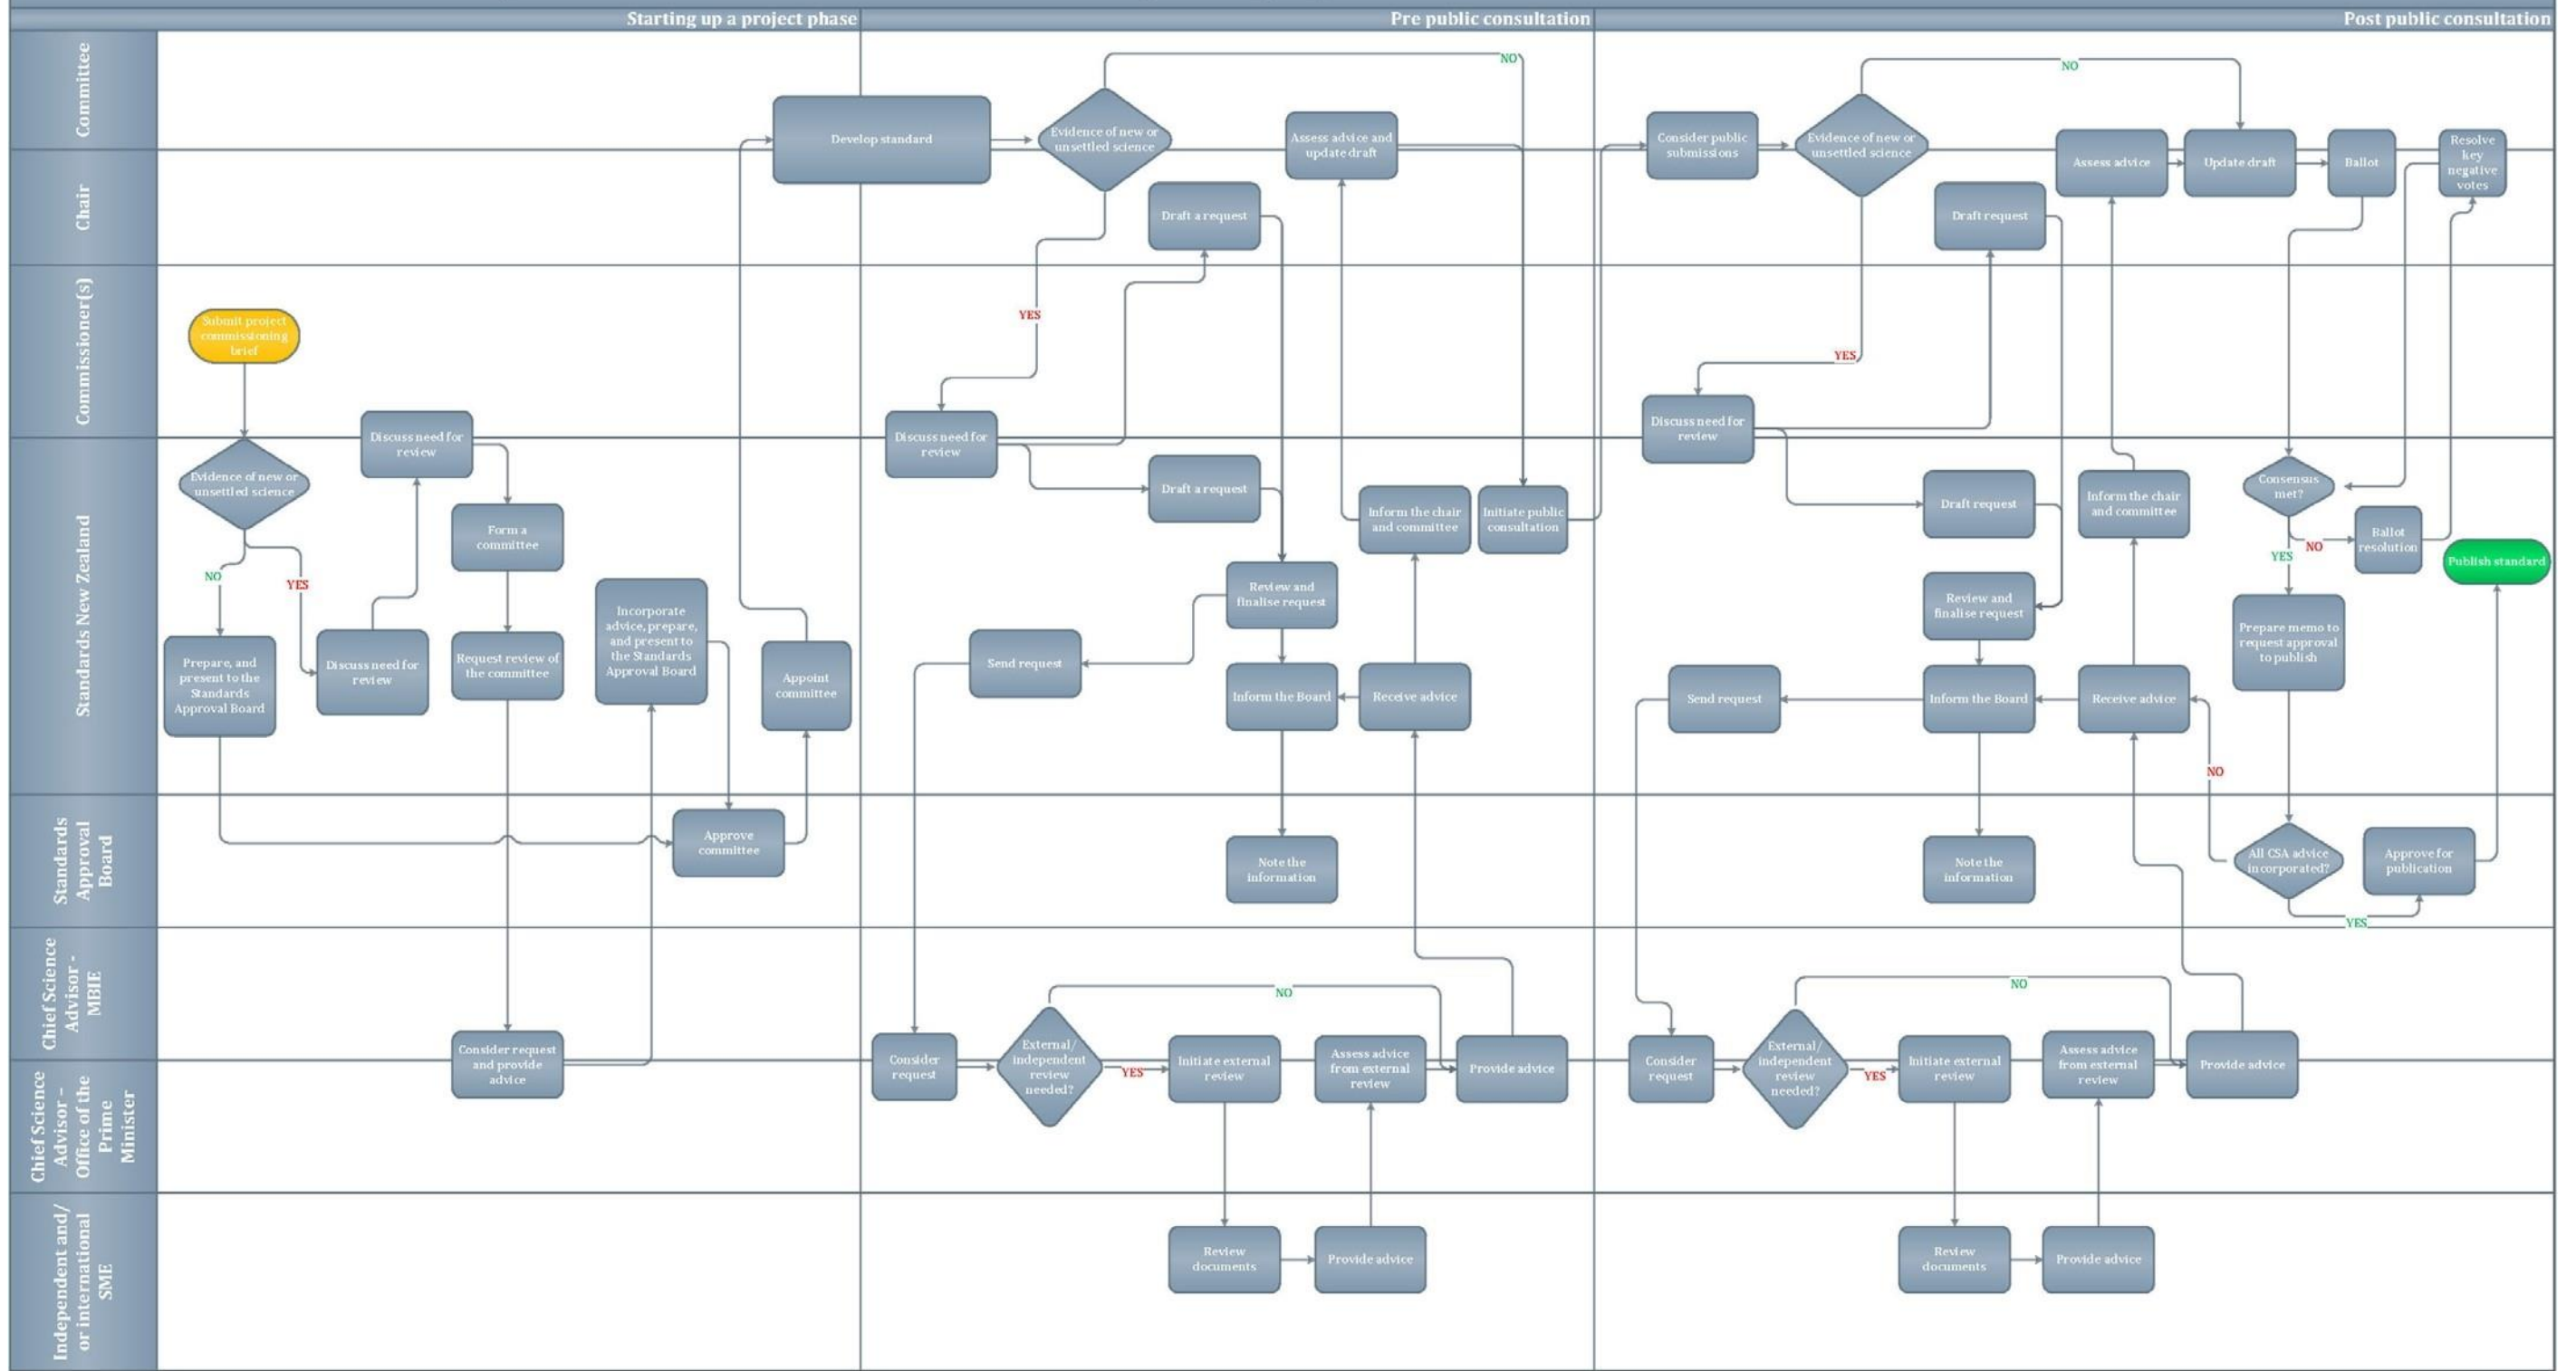 Starting up a project phase
Pre public consultation
Post public consultation
Committee
Chair
Commissioner(s)
Standards New Zealand
Standards
Approval
Board
Chief Science
Advisor -
MBIE
Chief Science
Advisor –
Office of the
Prime
Minister
Independent and/
or international
SME
Submit project
commissioning
brief
Evidence of new or
unsettled science
NO
YES
Prepare, and
present to the
Standards
Approval Board
Discuss need for
review
Discuss need for
review
Form a
committee
Request review of
the committee
Consider request
and provide
advice
Incorporate
advice, prepare,
and present to
the Standards
Approval Board
Approve
committee
Appoint
committee
Develop standard
Evidence of new or
unsettled science
NO
YES
Discuss need for
review
Draft a request
Draft a request
Review and
finalise request
Send request
Inform the Board
Receive advice
Note the
information
Inform the chair
and committee
Assess advice and
update draft
Initiate public
consultation
Consider
request
External/
independent
review
needed?
NO
YES
Initiate external
review
Assess advice
from external
review
Provide advice
Review
documents
Provide advice
Consider public
submissions
Evidence of new or
unsettled science
NO
YES
Discuss need for
review
Draft request
Draft request
Review and
finalise request
Send request
Inform the Board
Receive advice
Note the
information
Inform the chair
and committee
Assess advice
Update draft
Ballot
Resolve
key
negative
votes
Consensus
met?
NO
YES
Ballot
resolution
Publish standard
Prepare memo to
request approval
to publish
NO
All CSA advice
incorporated?
YES
Approve for
publication
Consider
request
External/
independent
review
needed?
NO
YES
Initiate external
review
Assess advice
from external
review
Provide advice
Review
documents
Provide advice